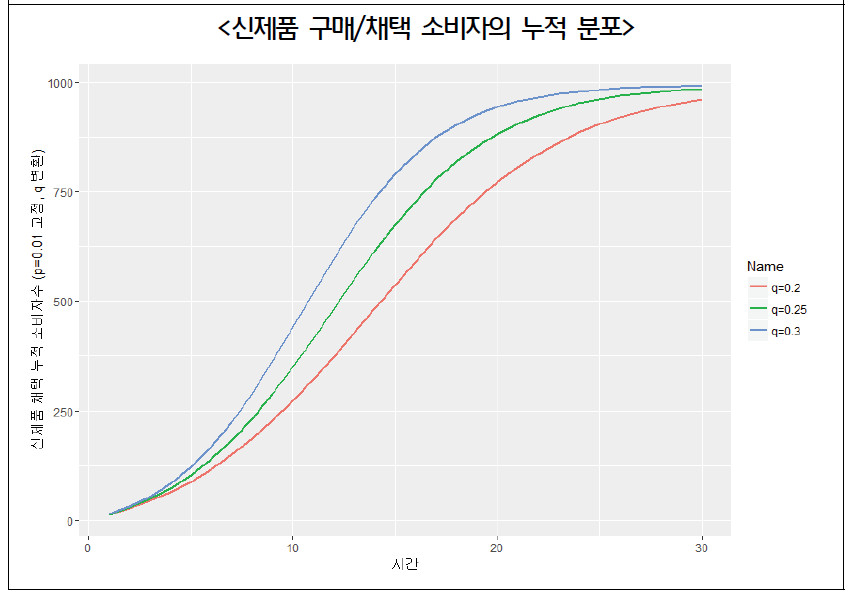 <신제품 구매/채택 소비자의 누적 분포>
신제품 채택 누적 소비자수 (p=0.01 고정, q 변환)
1000
750
500
250
0
0 10 20 30
시간
Name
q=0.2
q=0.25
q=0.3